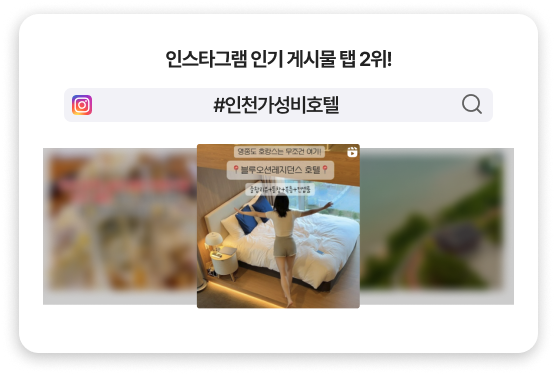 인스타그램 인기 게시물 탭 2위!
#인천가성비호텔
영종도 호캉스는 무조건 여기!
📍블루오션레지던스 호텔📍